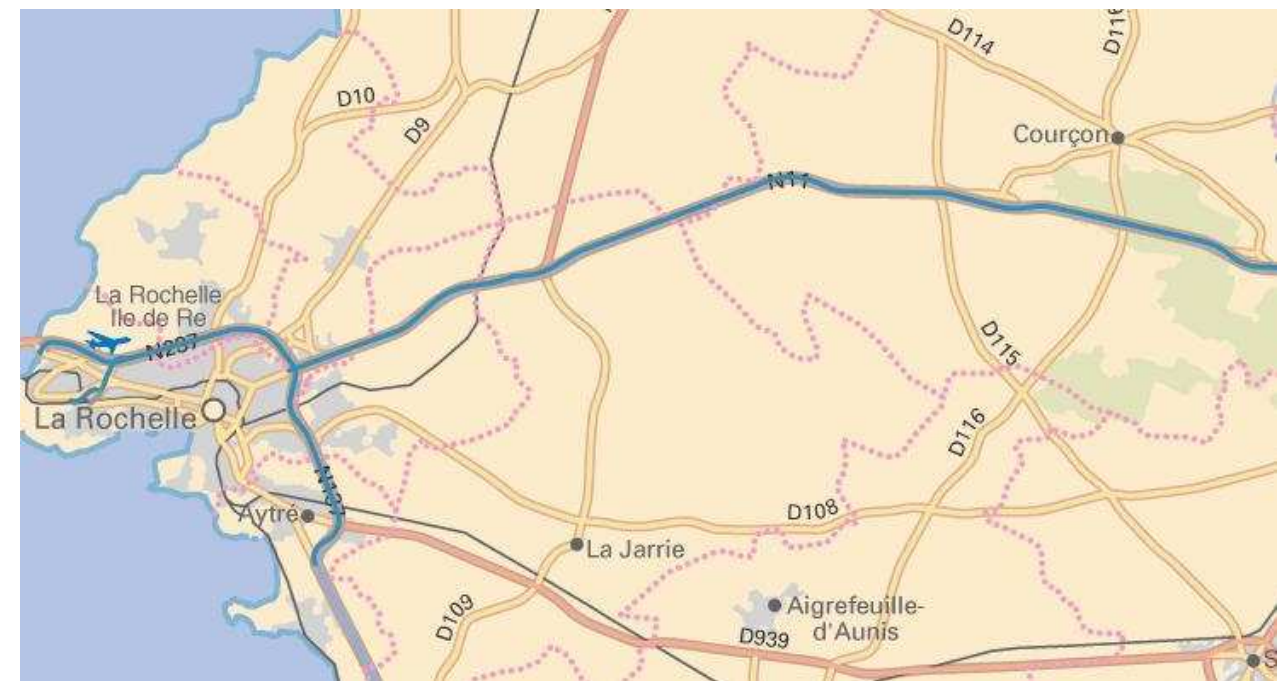 D114
D116
D10
D9
Courçon
N11
La Rochelle
Ile de Re
N237
D115
La Rochelle
D116
N137
Aytré
D108
La Jarrie
D109
Aigrefeuille-
d'Aunis
D939
S